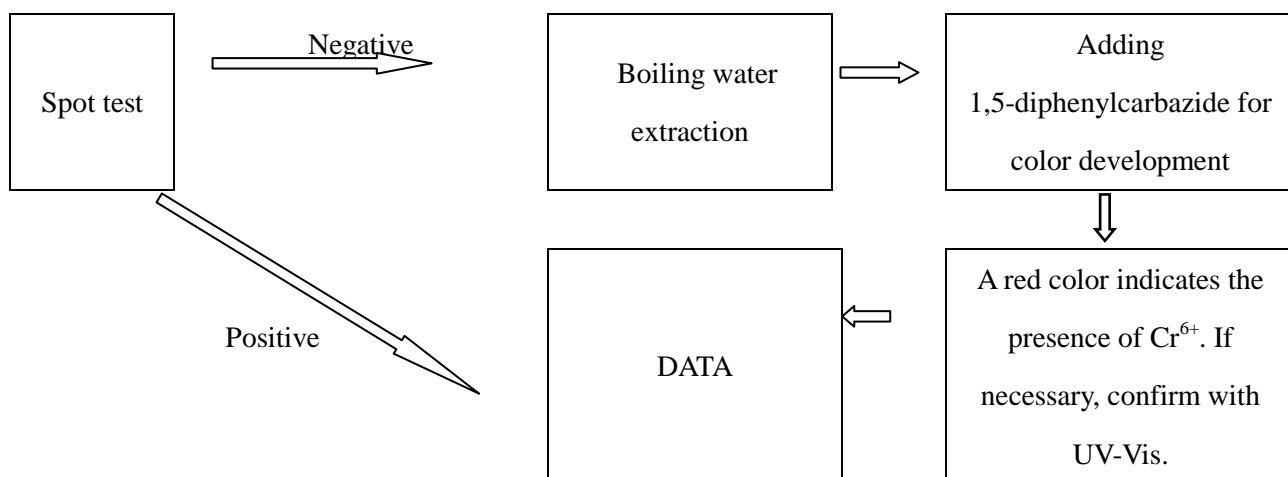 Spot test
Negative
Boiling water
extraction
Adding
1,5-diphenylcarbazide for
color development
Positive
DATA
A red color indicates the
presence of Cr⁶⁺. If
necessary, confirm with
UV-Vis.